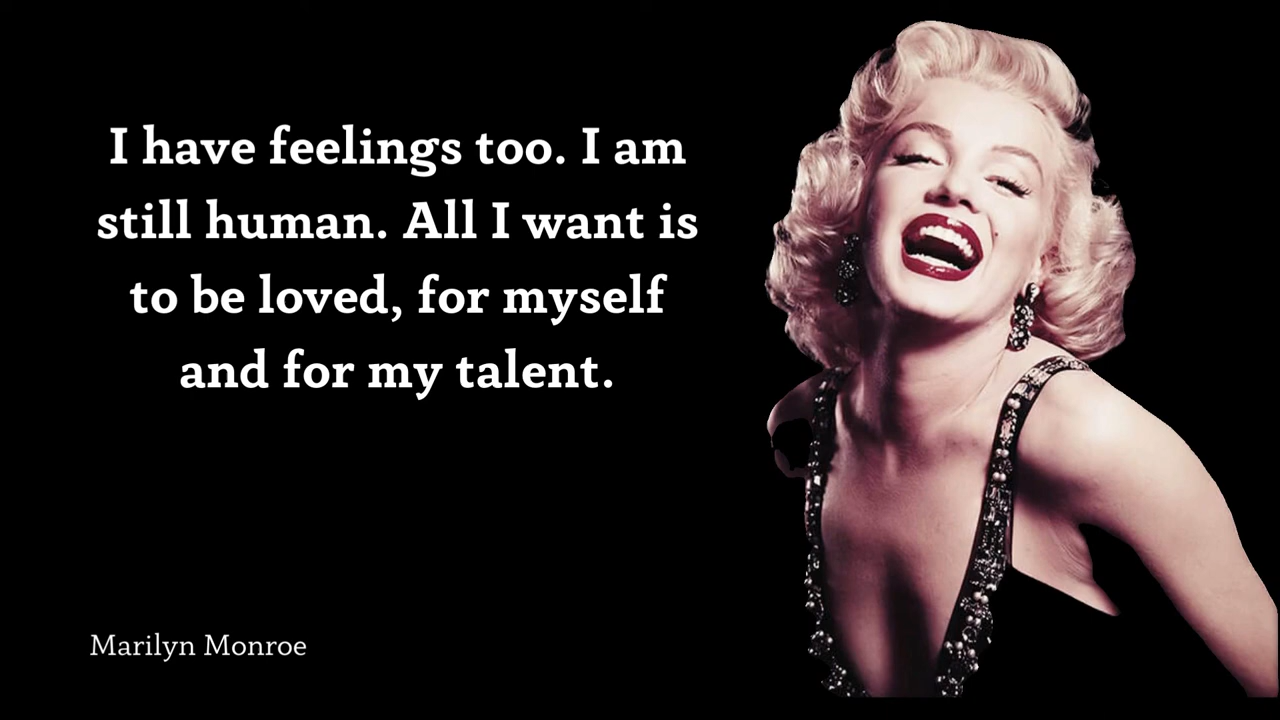 I have feelings too. I am
still human. All I want is
to be loved, for myself
and for my talent.
Marilyn Monroe